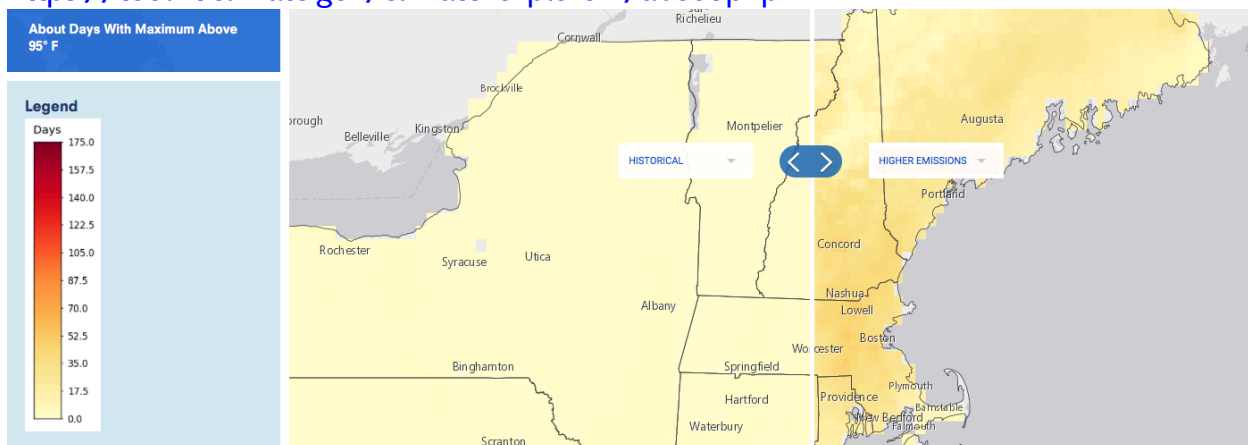 About Days With Maximum Above
95° F
Legend
Days
175.0
157.5
140.0
122.5
105.0
87.5
70.0
52.5
35.0
17.5
0.0
Richelieu
Cornwall
Brockville
orough
Belleville
Kingston
Montpelier
Augusta
HISTORICAL
HIGHER EMISSIONS
Portland
Rochester
Syracuse
Utica
Concord
Albany
Nashua
Lowell
Boston
Worcester
Binghamton
Springfield
Plymouth
Hartford
Providence
Barnstable
New Bedford
Falmouth
Waterbury
Scranton